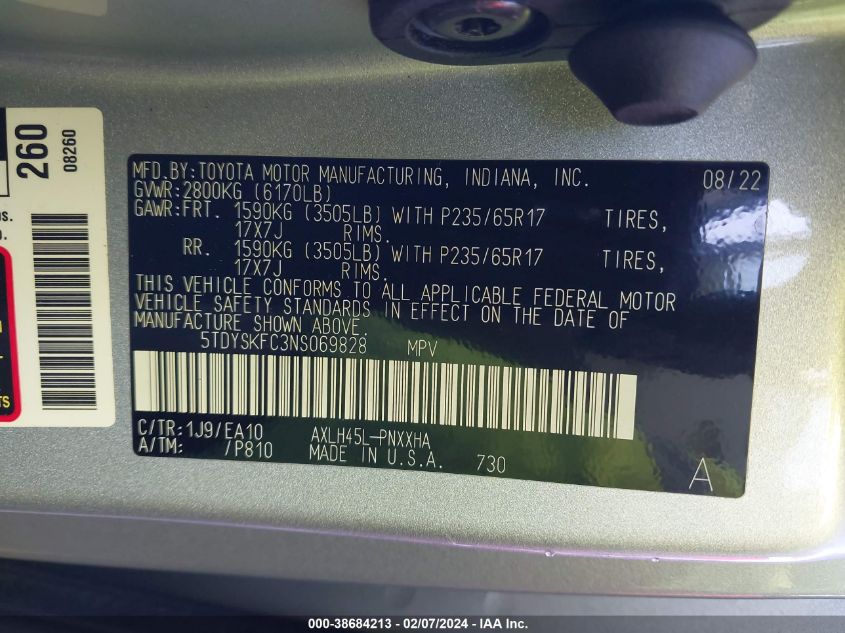 260
08260
ns.
o.
TS
MFD.BY:TOYOTA MOTOR MANUFACTURING, INDIANA, INC. 08/22
GVWR:2800KG (6170LB)
GAWR:FRT. 1590KG (3505LB) WITH P235/65R17 TIRES,
17X7J RIMS.
RR. 1590KG (3505LB) WITH P235/65R17 TIRES,
17X7J RIMS.
THIS VEHICLE CONFORMS TO ALL APPLICABLE FEDERAL MOTOR
VEHICLE SAFETY STANDARDS IN EFFECT ON THE DATE OF
MANUFACTURE SHOWN ABOVE.
5TDYSKFC3NS069828 MPV
C/TR:1J9/EA10 AXLH45L-PNXXHA
A/TM: /P810 MADE IN U.S.A. 730
A
000-38684213 - 02/07/2024 - IAA Inc.